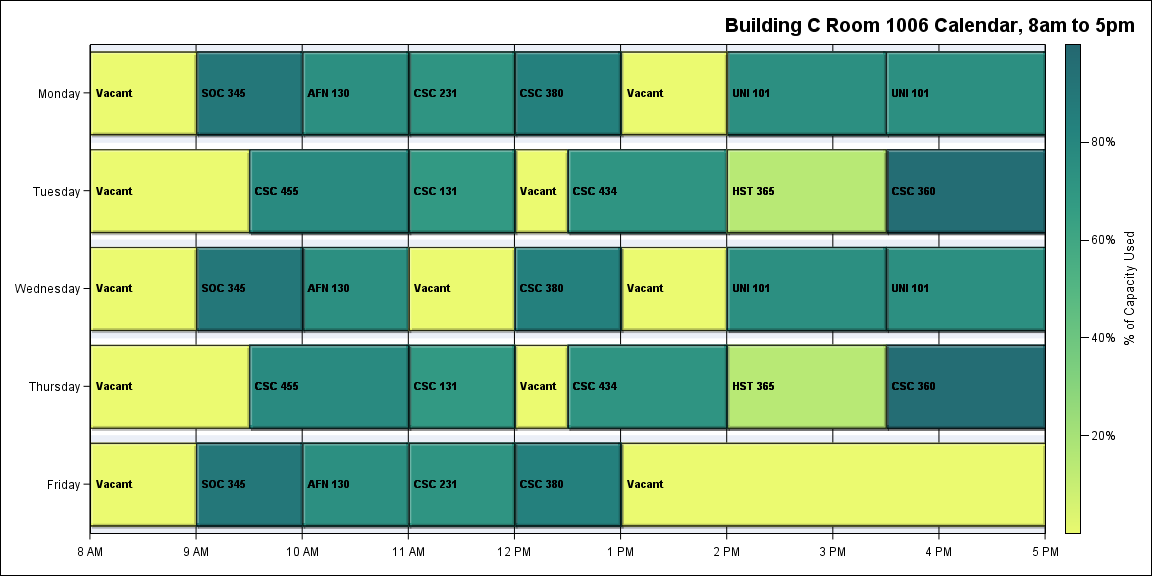 Building C Room 1006 Calendar, 8am to 5pm
Monday
Vacant
SOC 345
AFN 130
CSC 231
CSC 380
Vacant
UNI 101
UNI 101
Tuesday
Vacant
CSC 455
CSC 131
Vacant
CSC 434
HST 365
CSC 360
Wednesday
Vacant
SOC 345
AFN 130
Vacant
CSC 380
Vacant
UNI 101
UNI 101
Thursday
Vacant
CSC 455
CSC 131
Vacant
CSC 434
HST 365
CSC 360
Friday
Vacant
SOC 345
AFN 130
CSC 231
CSC 380
Vacant
8 AM
9 AM
10 AM
11 AM
12 PM
1 PM
2 PM
3 PM
4 PM
5 PM
80%
60%
40%
20%
% of Capacity Used